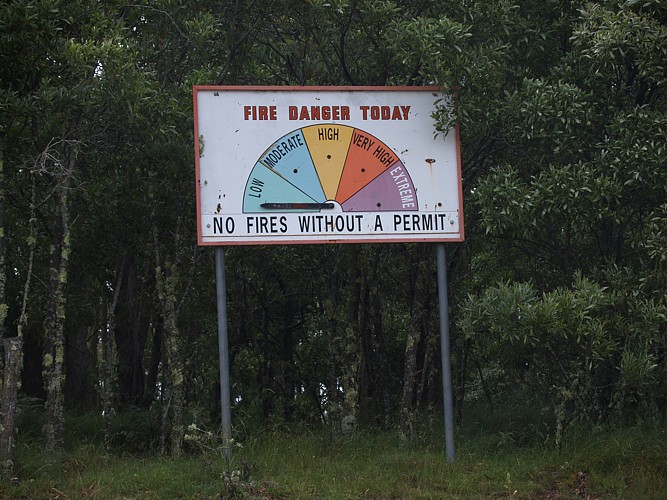 FIRE DANGER TODAY
LOW
MODERATE
HIGH
VERY HIGH
EXTREME
NO FIRES WITHOUT A PERMIT